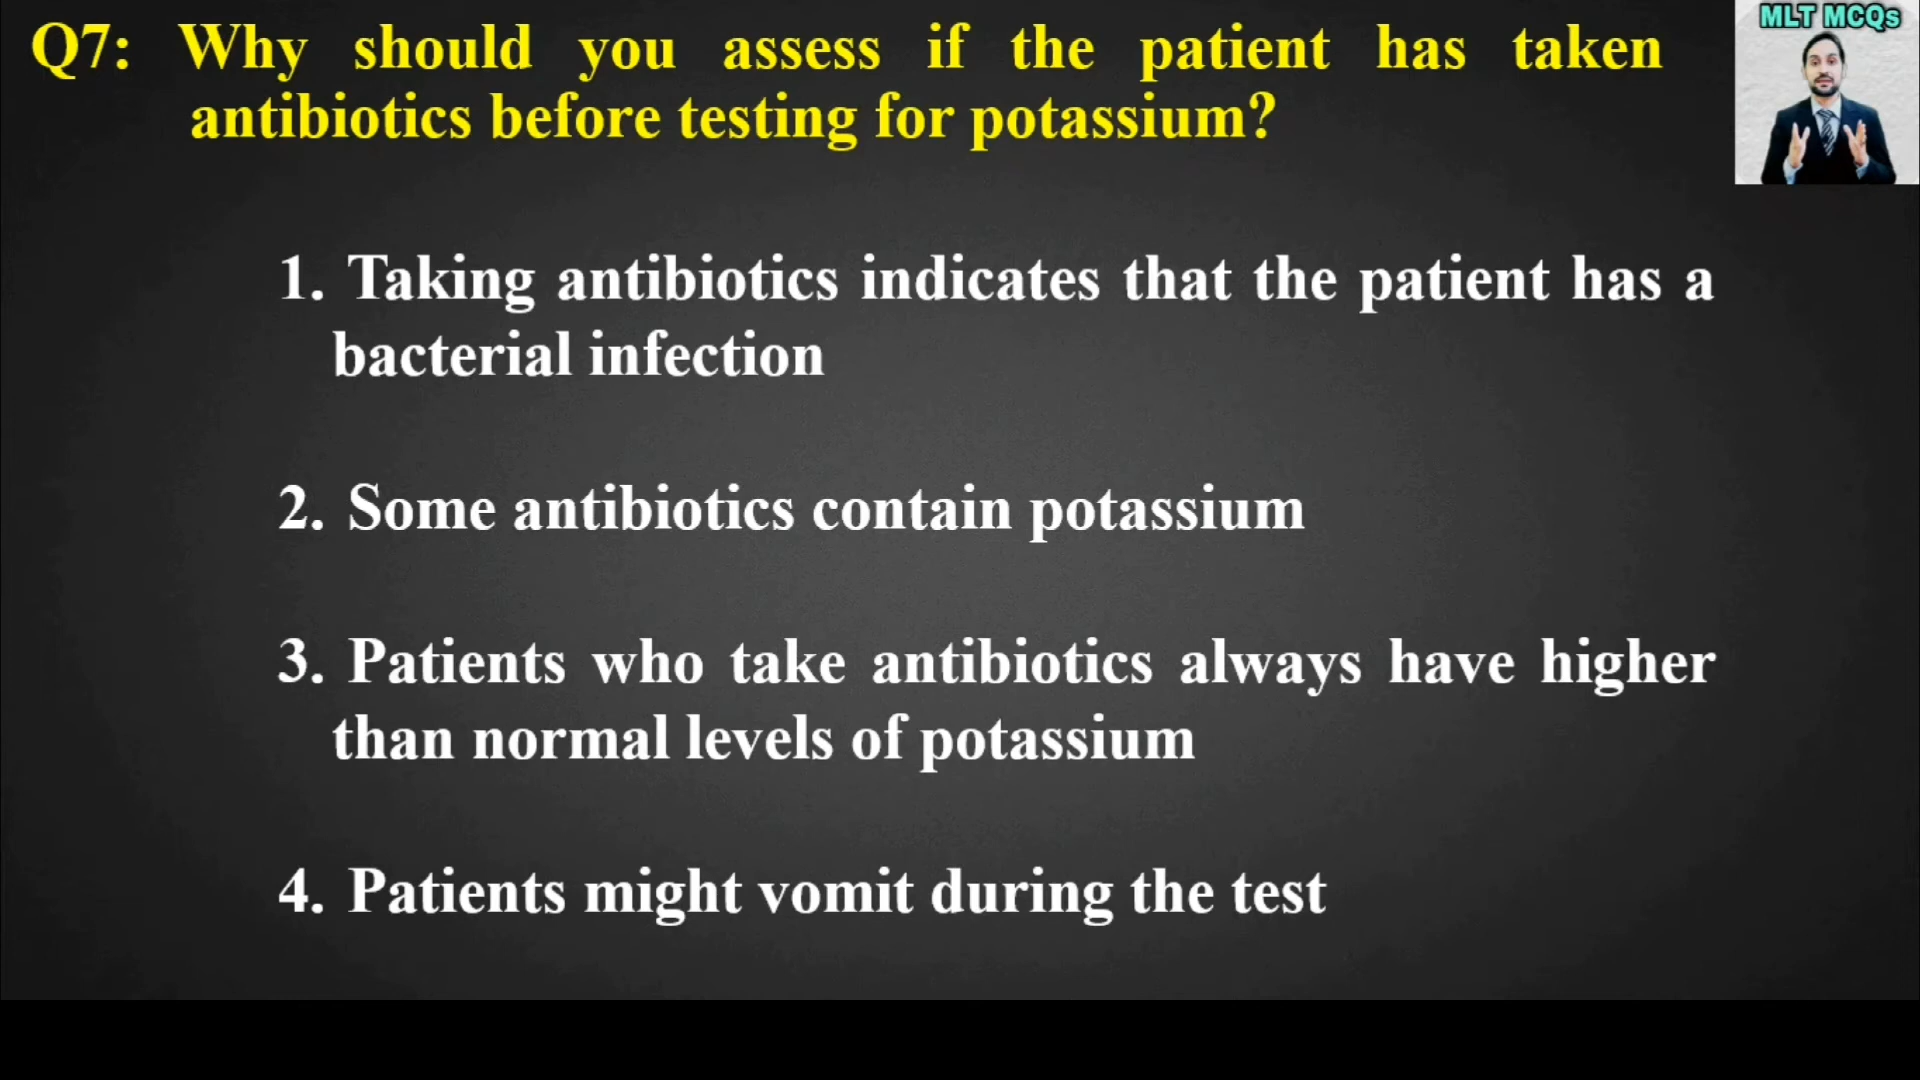 MLT MCQs
Q7: Why should you assess if the patient has taken
antibiotics before testing for potassium?
1. Taking antibiotics indicates that the patient has a
bacterial infection
2. Some antibiotics contain potassium
3. Patients who take antibiotics always have higher
than normal levels of potassium
4. Patients might vomit during the test